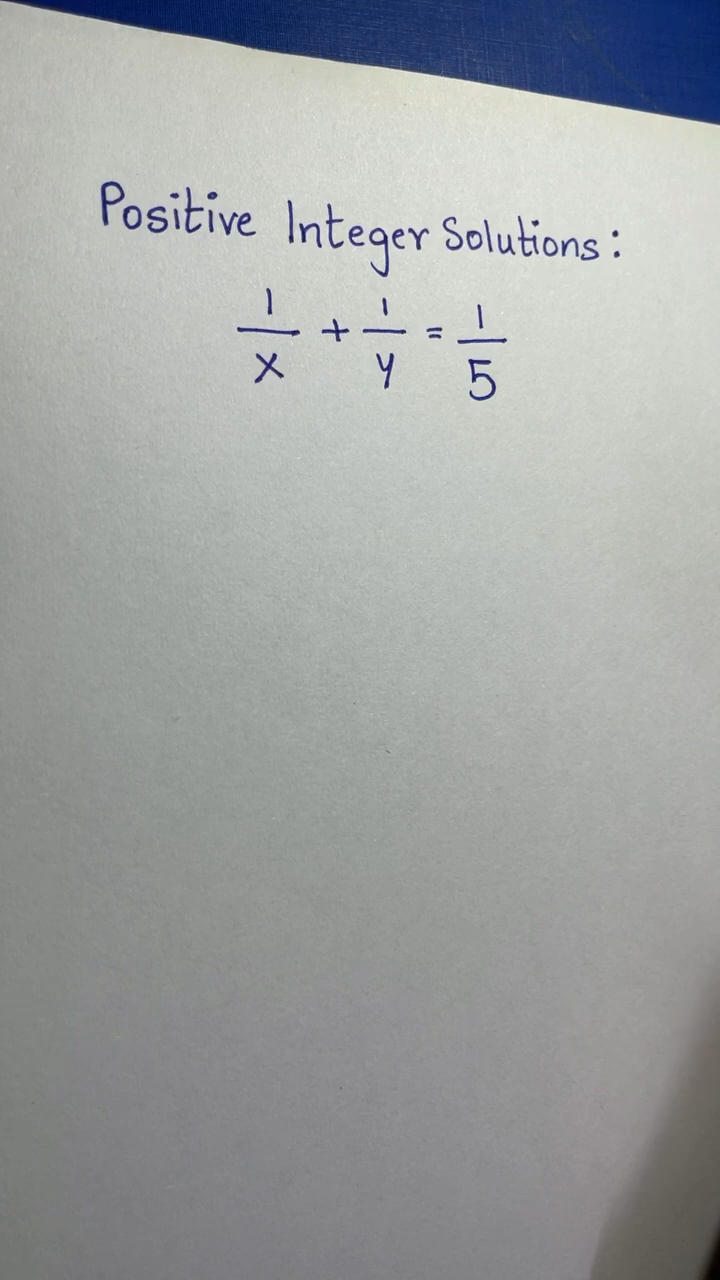 Positive Integer Solutions:
1/x + 1/y = 1/5